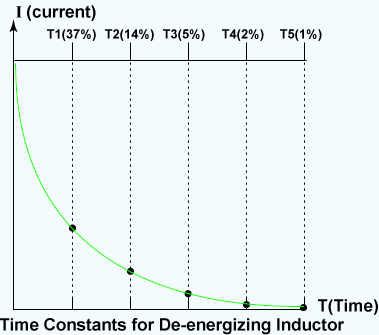 I (current)
T1(37%) T2(14%) T3(5%) T4(2%) T5(1%)
T(Time)
Time Constants for De-energizing Inductor